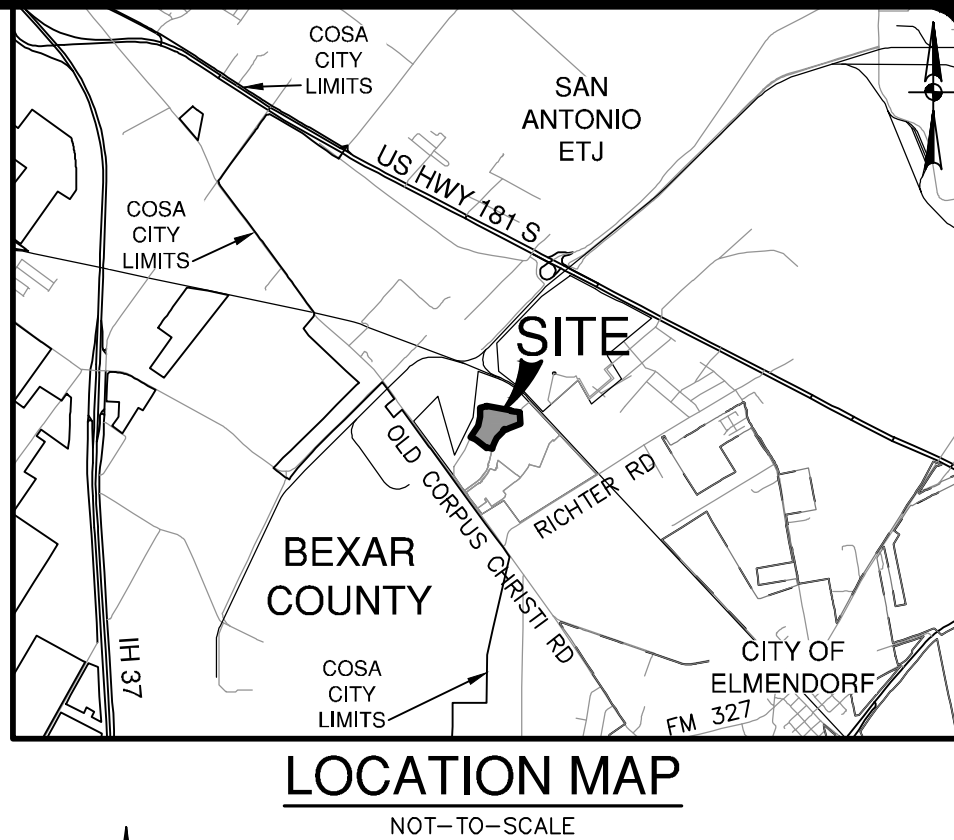 COSA
CITY
LIMITS
SAN
ANTONIO
ETJ
US HWY 181 S
COSA
CITY
LIMITS
SITE
OLD CORPUS CHRISTI RD
RICHTER RD
BEXAR
COUNTY
IH 37
COSA
CITY
LIMITS
CITY OF
ELMENDORF
FM 327
LOCATION MAP
NOT-TO-SCALE